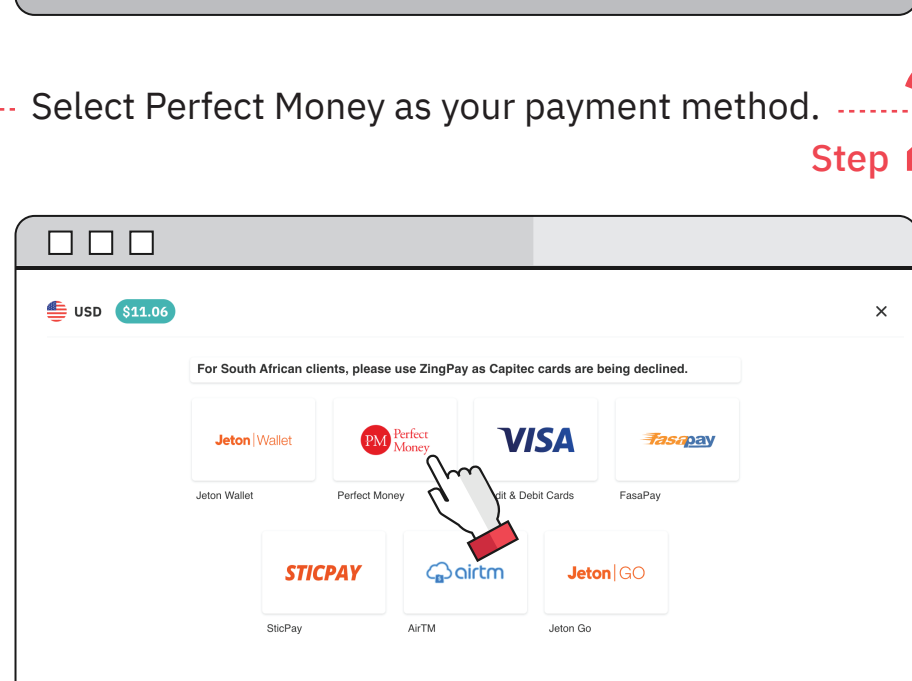 Select Perfect Money as your payment method.
Step
USD $11.06
For South African clients, please use ZingPay as Capitec cards are being declined.
Jeton|Wallet
PM Perfect Money
VISA
fasapay
Jeton Wallet
Perfect Money
dit & Debit Cards
FasaPay
STICPAY
airtm
Jeton|GO
SticPay
AirTM
Jeton Go